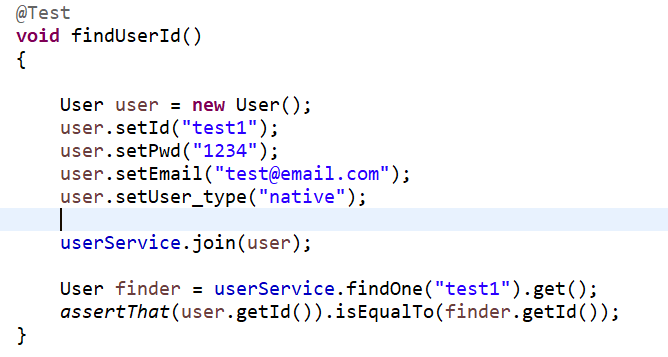 @Test
void findUserId()
{
User user = new User();
user.setId("test1");
user.setPwd("1234");
user.setEmail("test@email.com");
user.setUser_type("native");
userService.join(user);
User finder = userService.findOne("test1").get();
assertThat(user.getId()).isEqualTo(finder.getId());
}